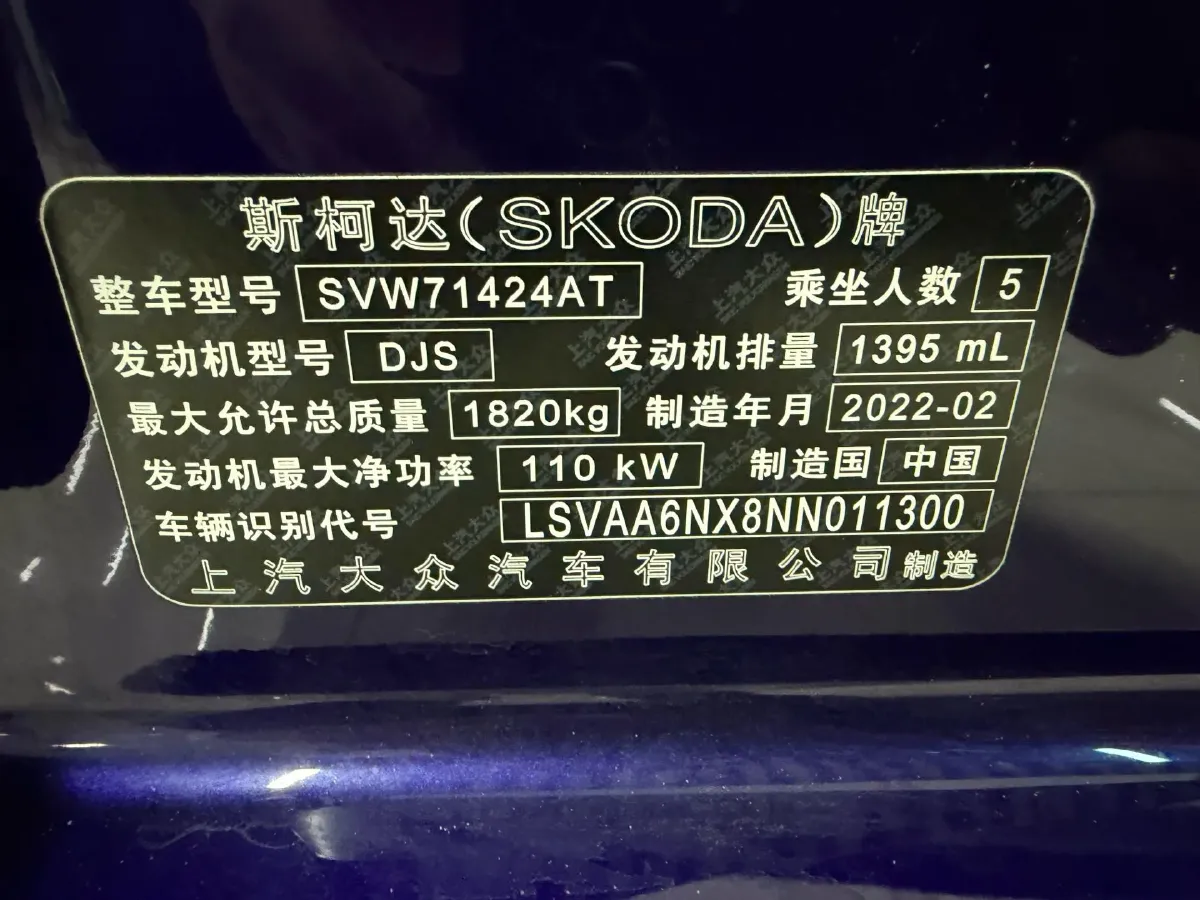 斯柯达(SKODA)牌
整车型号 SVW71424AT 乘坐人数 5
发动机型号 DJS 发动机排量 1395 mL
最大允许总质量 1820kg 制造年月 2022-02
发动机最大净功率 110 kW 制造国 中国
车辆识别代号 LSVAA6NX8NN011300
上汽大众汽车有限公司制造